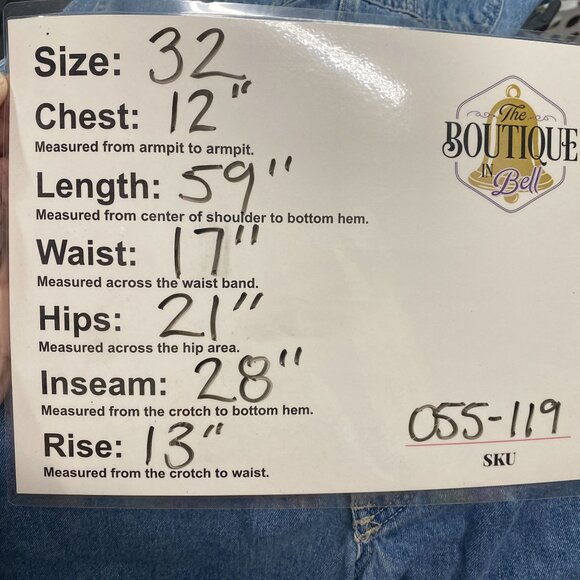 Size: 32
Chest: 12"
Measured from armpit to armpit.
Length: 59"
Measured from center of shoulder to bottom hem.
Waist: 17"
Measured across the waist band.
Hips: 21"
Measured across the hip area.
Inseam: 28"
Measured from the crotch to bottom hem.
Rise: 13"
Measured from the crotch to waist.
The
BOUTIQUE
IN
Bell
055-119
SKU